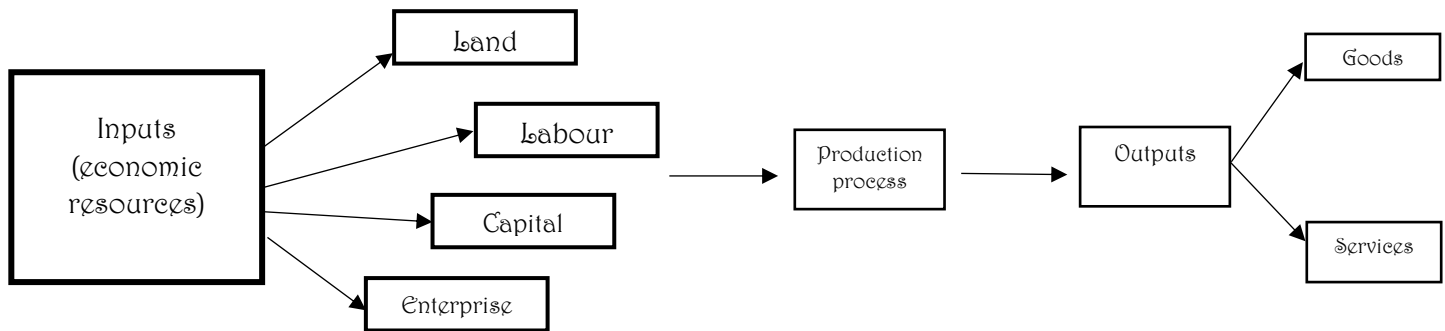 Inputs
(economic
resources)
Land
Labour
Capital
Enterprise
Production
process
Outputs
Goods
Services